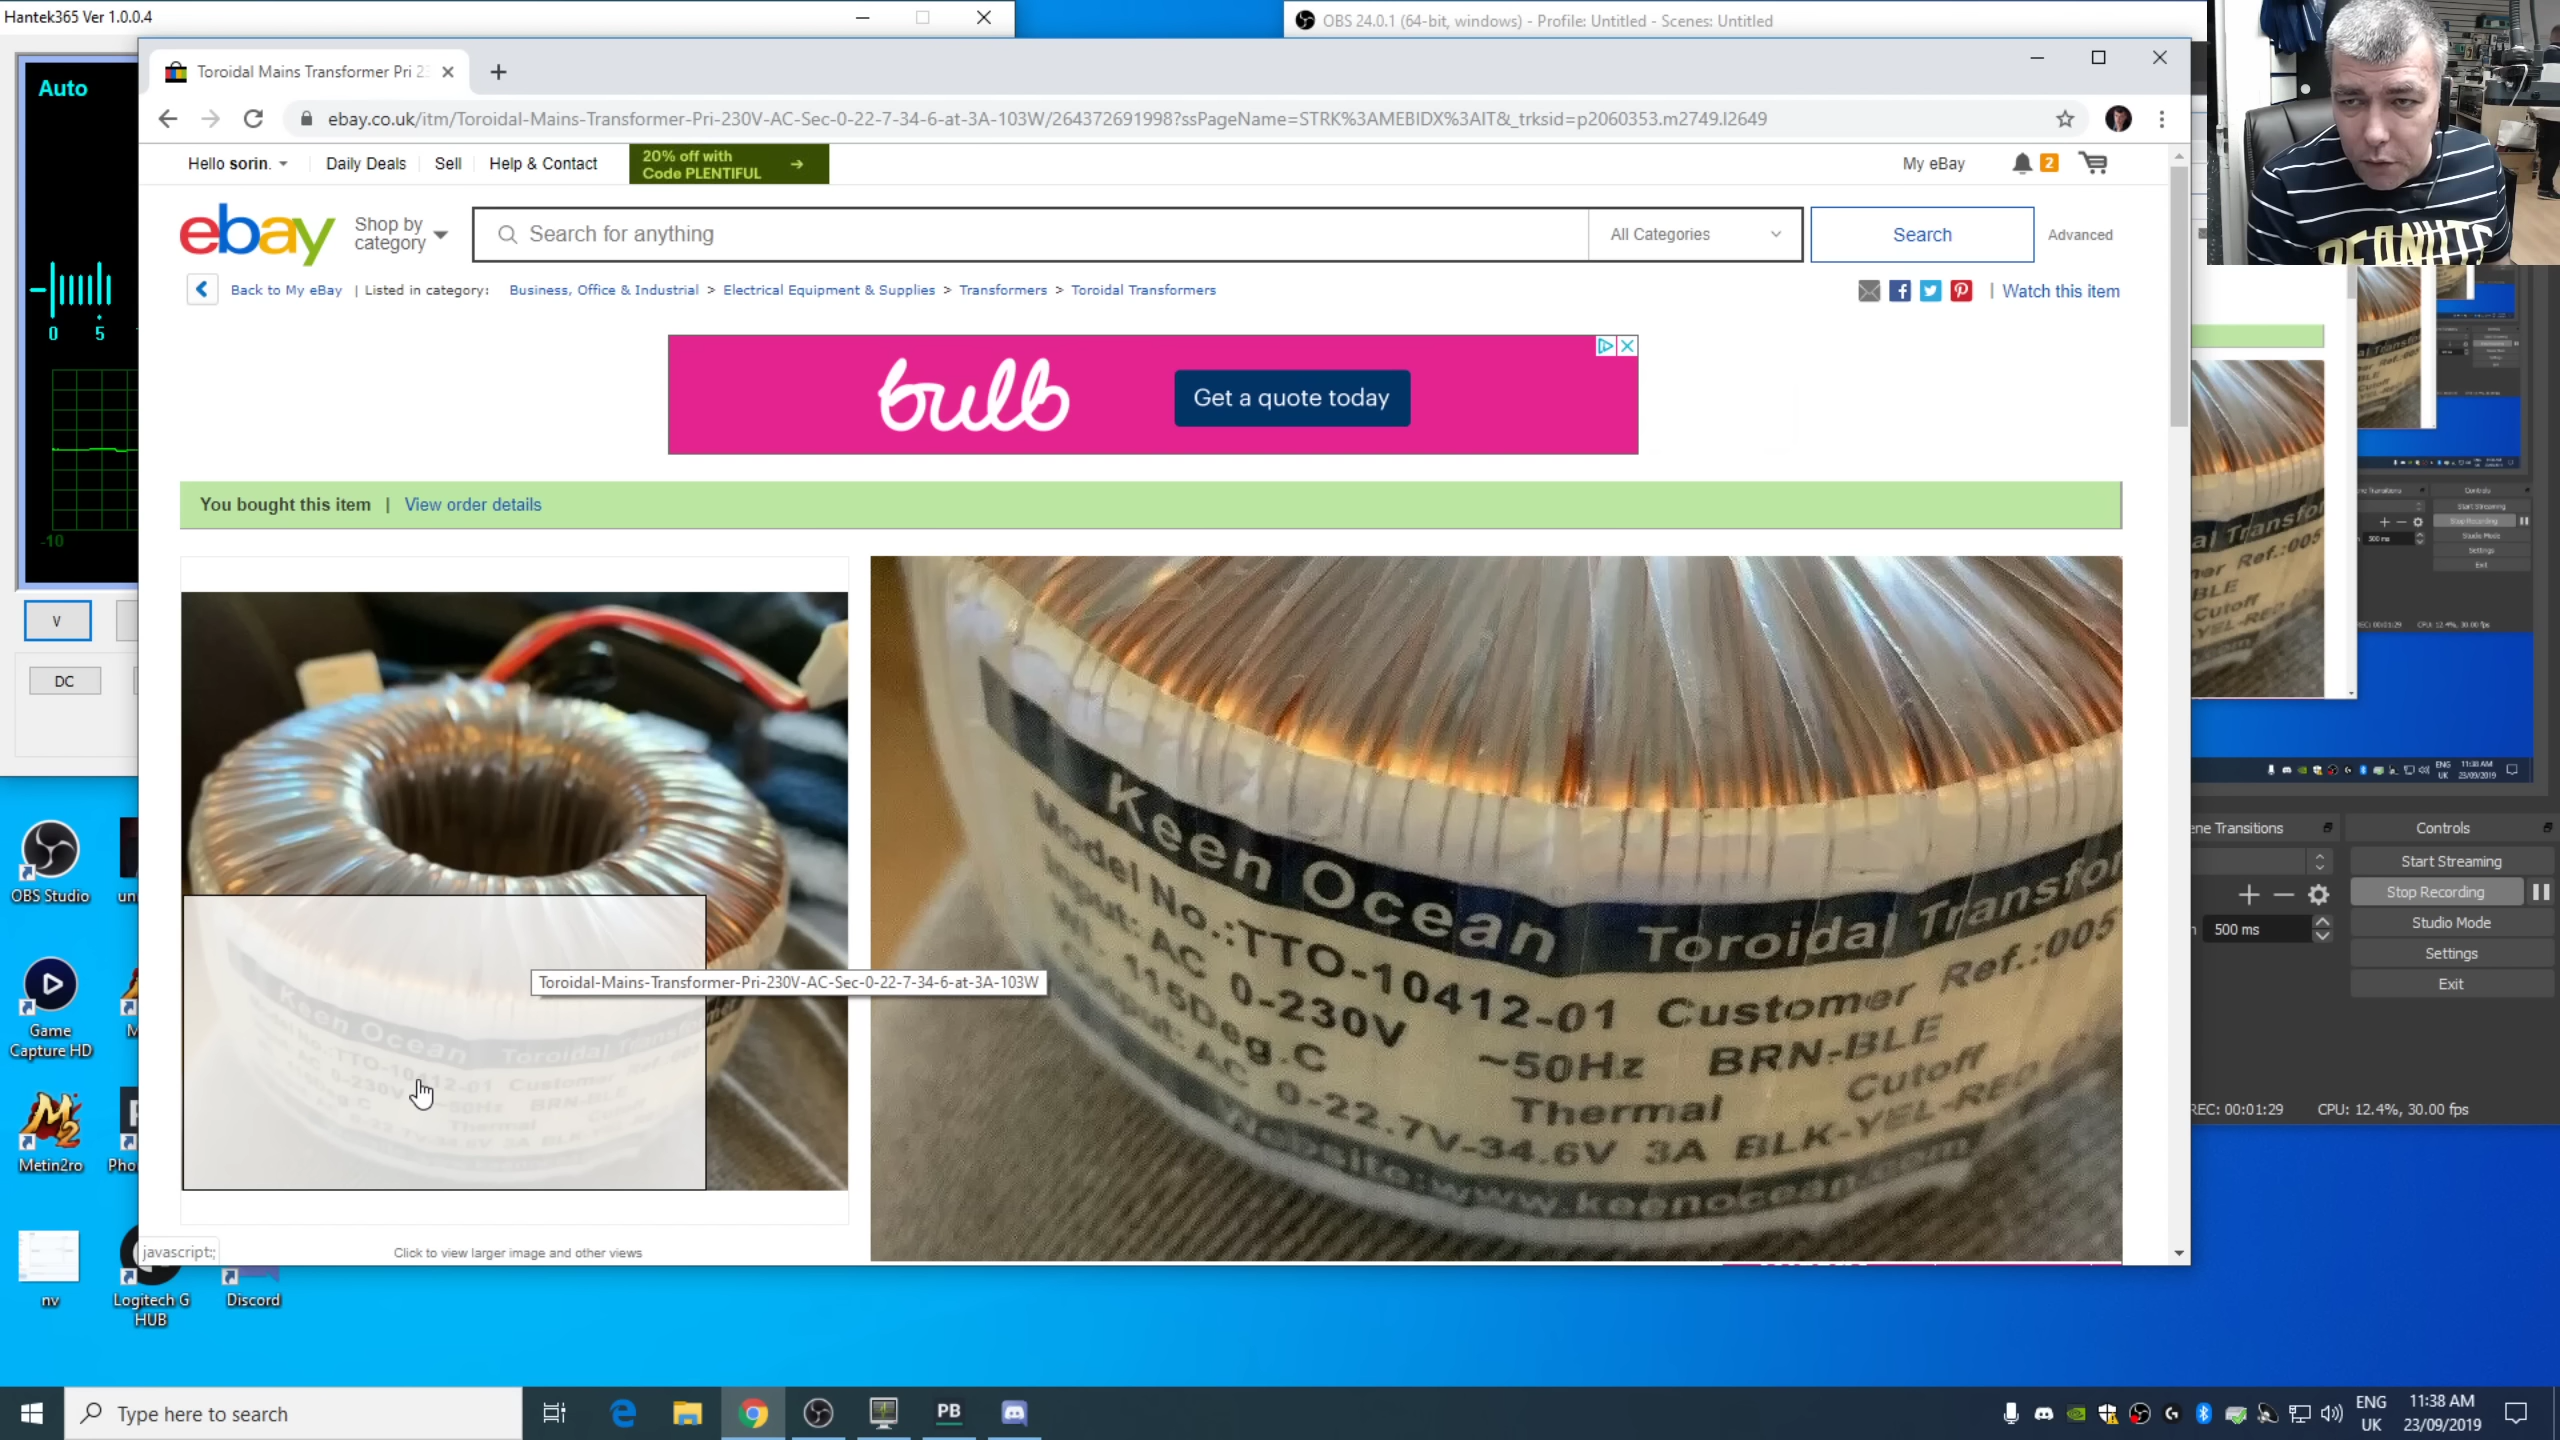 Hantek365 Ver 1.0.0.4
OBS 24.0.1 (64-bit, windows) - Profile: Untitled - Scenes: Untitled
Auto
0 5
-10
V
DC
Toroidal Mains Transformer Pri 2
ebay.co.uk/itm/Toroidal-Mains-Transformer-Pri-230V-AC-Sec-0-22-7-34-6-at-3A-103W/264372691998?ssPageName=STRK%3AMEBIDX%3AIT&_trksid=p2060353.m2749.l2649
Hello sorin. Daily Deals Sell Help & Contact
20% off with
Code PLENTIFUL
My eBay 2
ebay
Shop by
category
Search for anything
All Categories
Search
Advanced
Back to My eBay | Listed in category: Business, Office & Industrial > Electrical Equipment & Supplies > Transformers > Toroidal Transformers
| Watch this item
bulb
Get a quote today
You bought this item | View order details
Keen Ocean Toroidal Transfor
Model No.:TTO-10412-01 Customer Ref.:005
Input: AC 0-230V ~50Hz BRN-BLE
115Deg.C Thermal Cutoff
Output: AC 0-22.7V-34.6V 3A BLK-YEL-RED
Website:www.keenocean.com
Toroidal-Mains-Transformer-Pri-230V-AC-Sec-0-22-7-34-6-at-3A-103W
Click to view larger image and other views
javascript:;
PEANUTS
ene Transitions
Controls
Start Streaming
Stop Recording
500 ms
Studio Mode
Settings
Exit
REC: 00:01:29 CPU: 12.4%, 30.00 fps
OBS Studio
un
Game
Capture HD
M
Metin2ro
Pho
nv
Logitech G
HUB
Discord
Type here to search
PB
ENG
UK
11:38 AM
23/09/2019